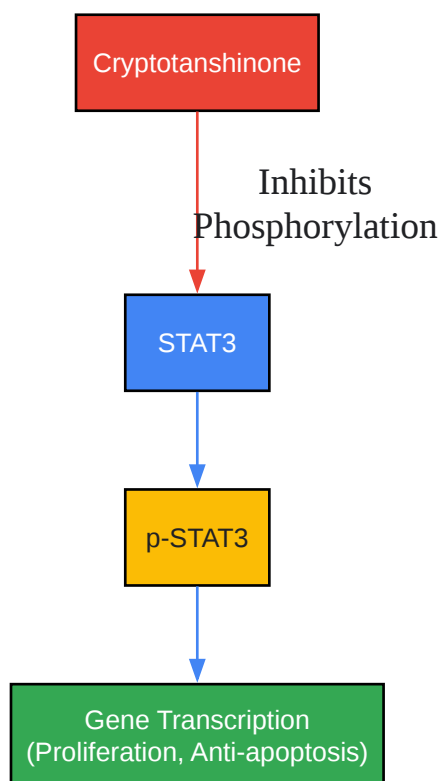 Cryptotanshinone
Inhibits
Phosphorylation
STAT3
p-STAT3
Gene Transcription
(Proliferation, Anti-apoptosis)